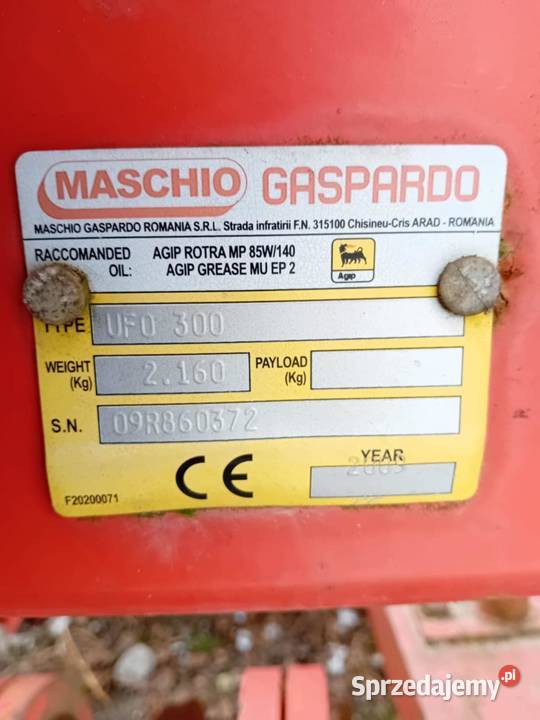 MASCHIO GASPARDO
MASCHIO GASPARDO ROMANIA S.R.L. Strada infratirii F.N. 315100 Chisineu-Cris ARAD - ROMANIA
RACCOMANDED OIL: AGIP ROTRA MP 85W/140
AGIP GREASE MU EP 2
Agip
TYPE UFO 300
WEIGHT (Kg) 2.160 PAYLOAD (Kg)
S.N. 09R860372
CE YEAR 2009
F20200071
Sprzedajemy.pl